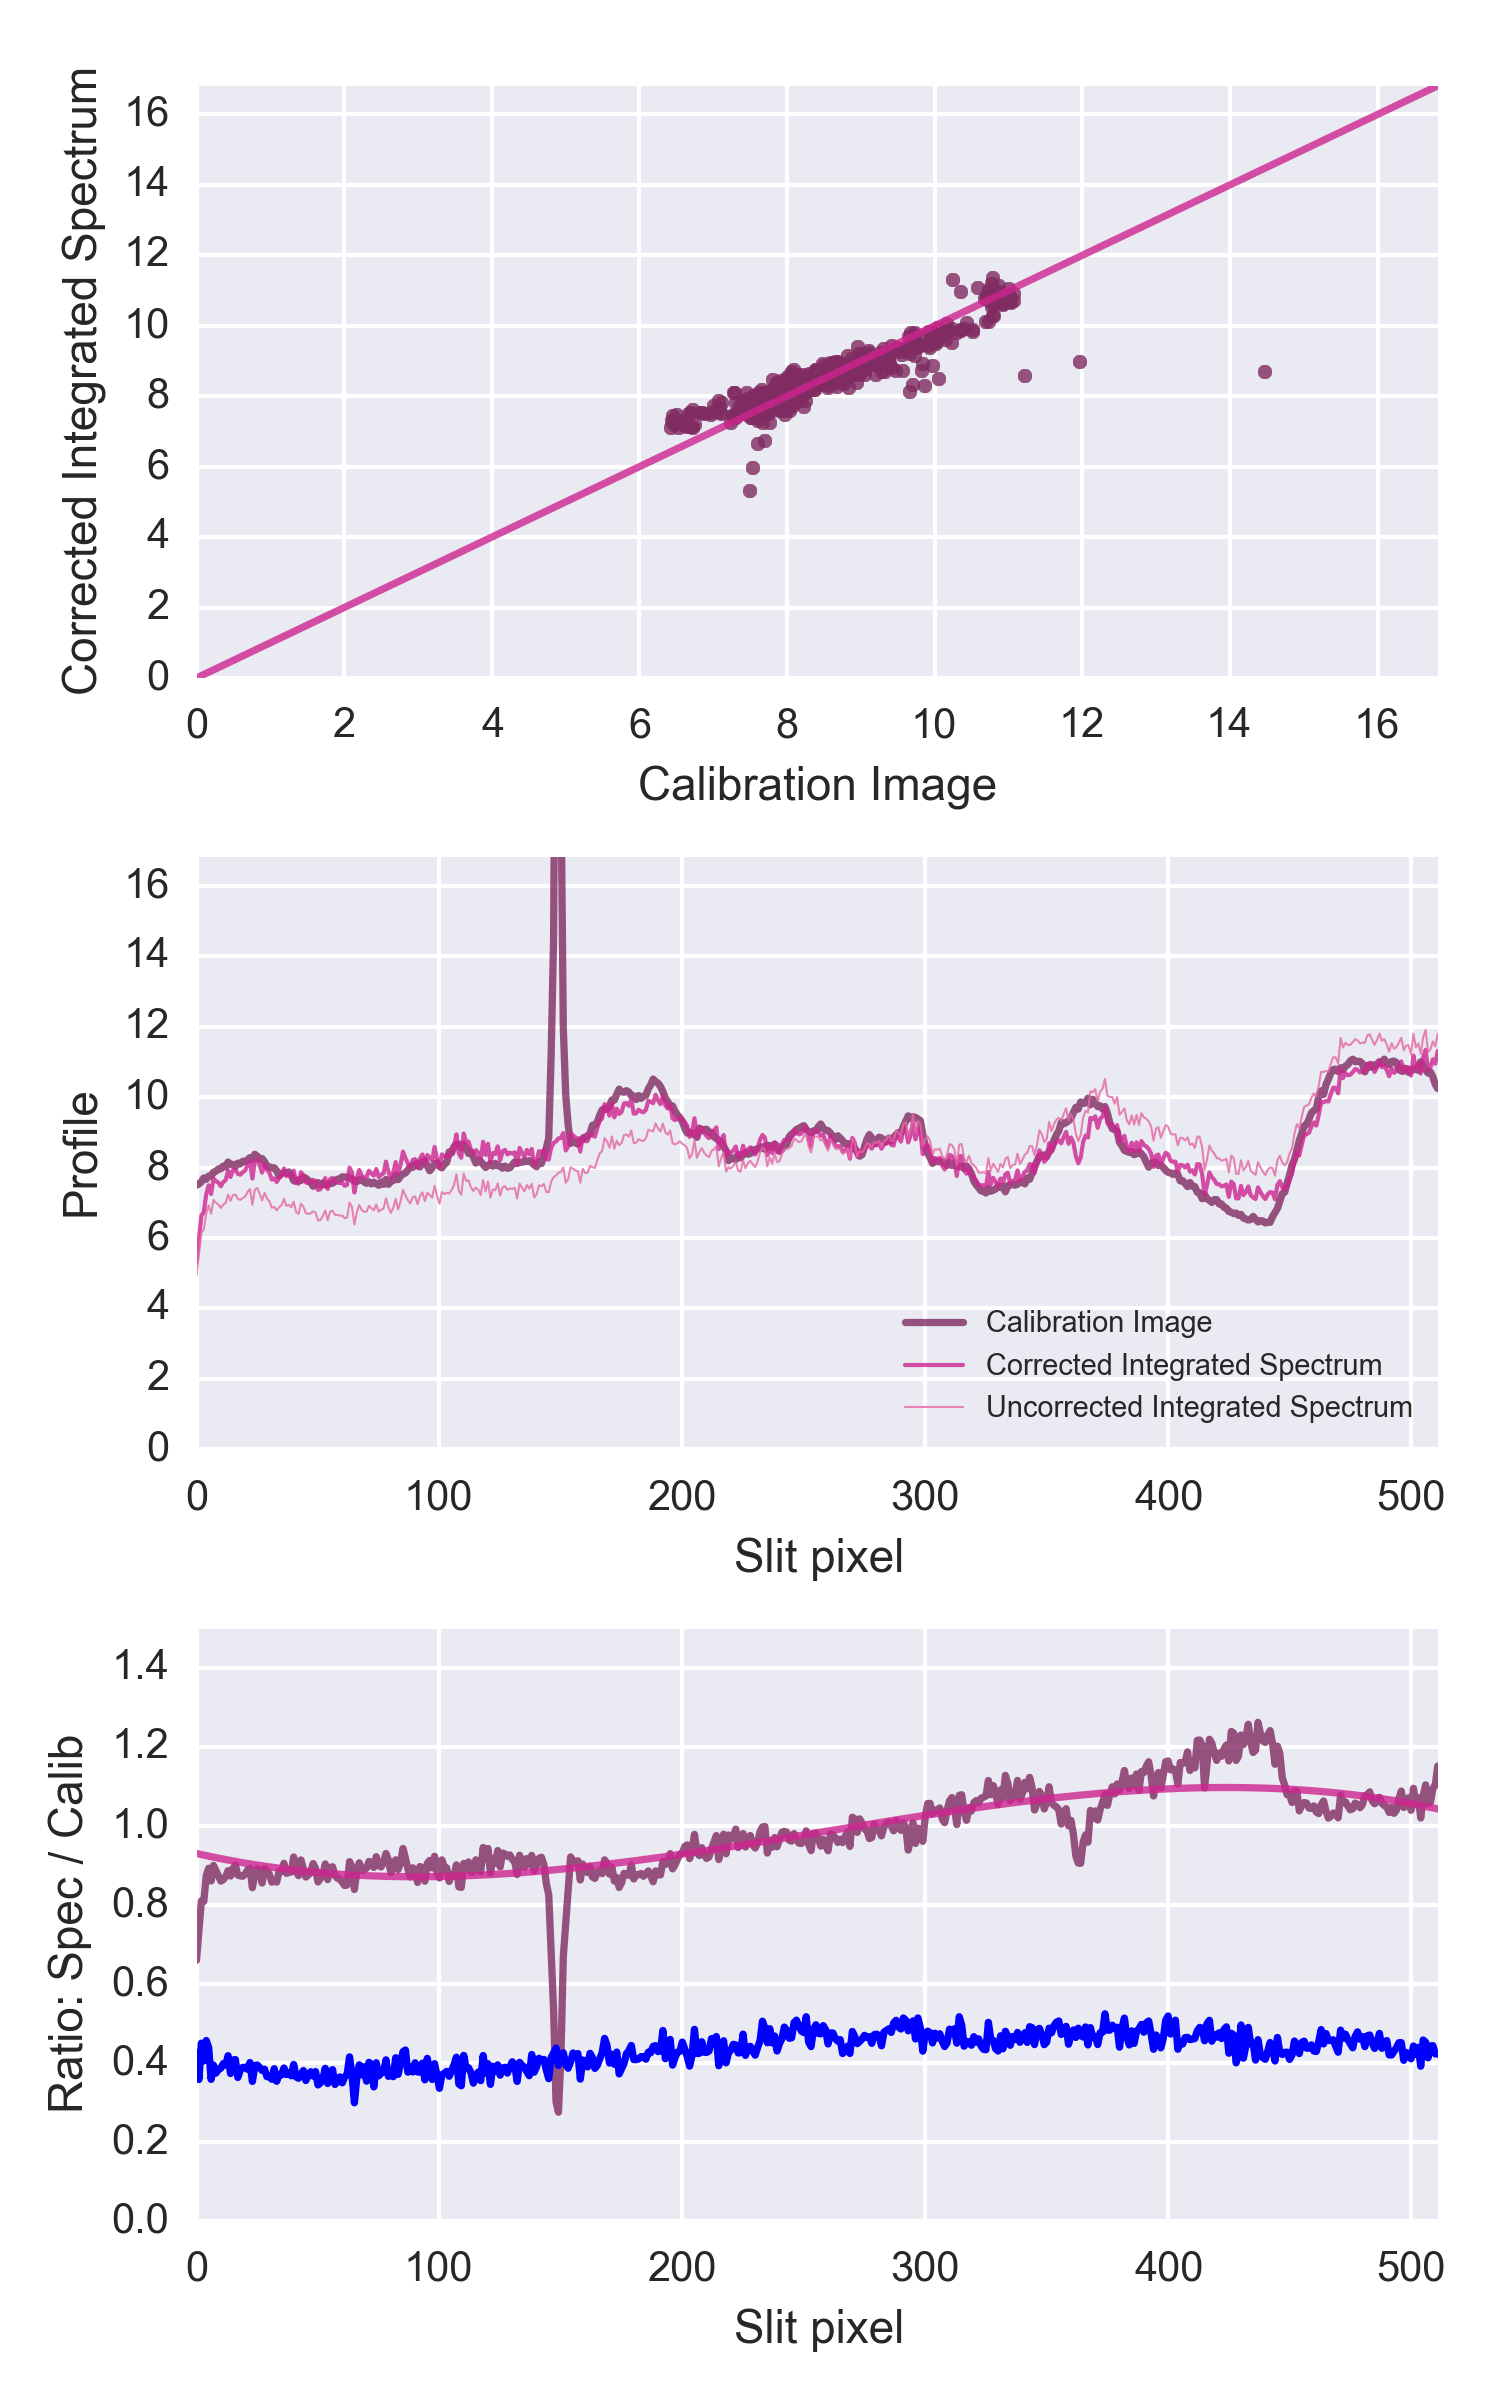 Corrected Integrated Spectrum
16
14
12
10
8
6
4
2
0
0 2 4 6 8 10 12 14 16
Calibration Image
Profile
16
14
12
10
8
6
4
2
0
Calibration Image
Corrected Integrated Spectrum
Uncorrected Integrated Spectrum
0 100 200 300 400 500
Slit pixel
Ratio: Spec / Calib
1.4
1.2
1.0
0.8
0.6
0.4
0.2
0.0
0 100 200 300 400 500
Slit pixel